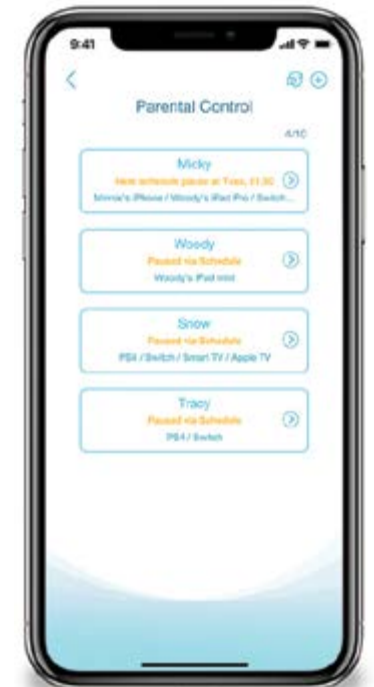 9:41
Parental Control
4/10
Micky
New schedule pause at Tues, 21:30
Minnie's iPhone / Woody's iPad Pro / Switch...
Woody
Paused via Schedule
Woody's iPad mini
Snow
Paused via Schedule
PS4 / Switch / Smart TV / Apple TV
Tracy
Paused via Schedule
PS4 / Switch